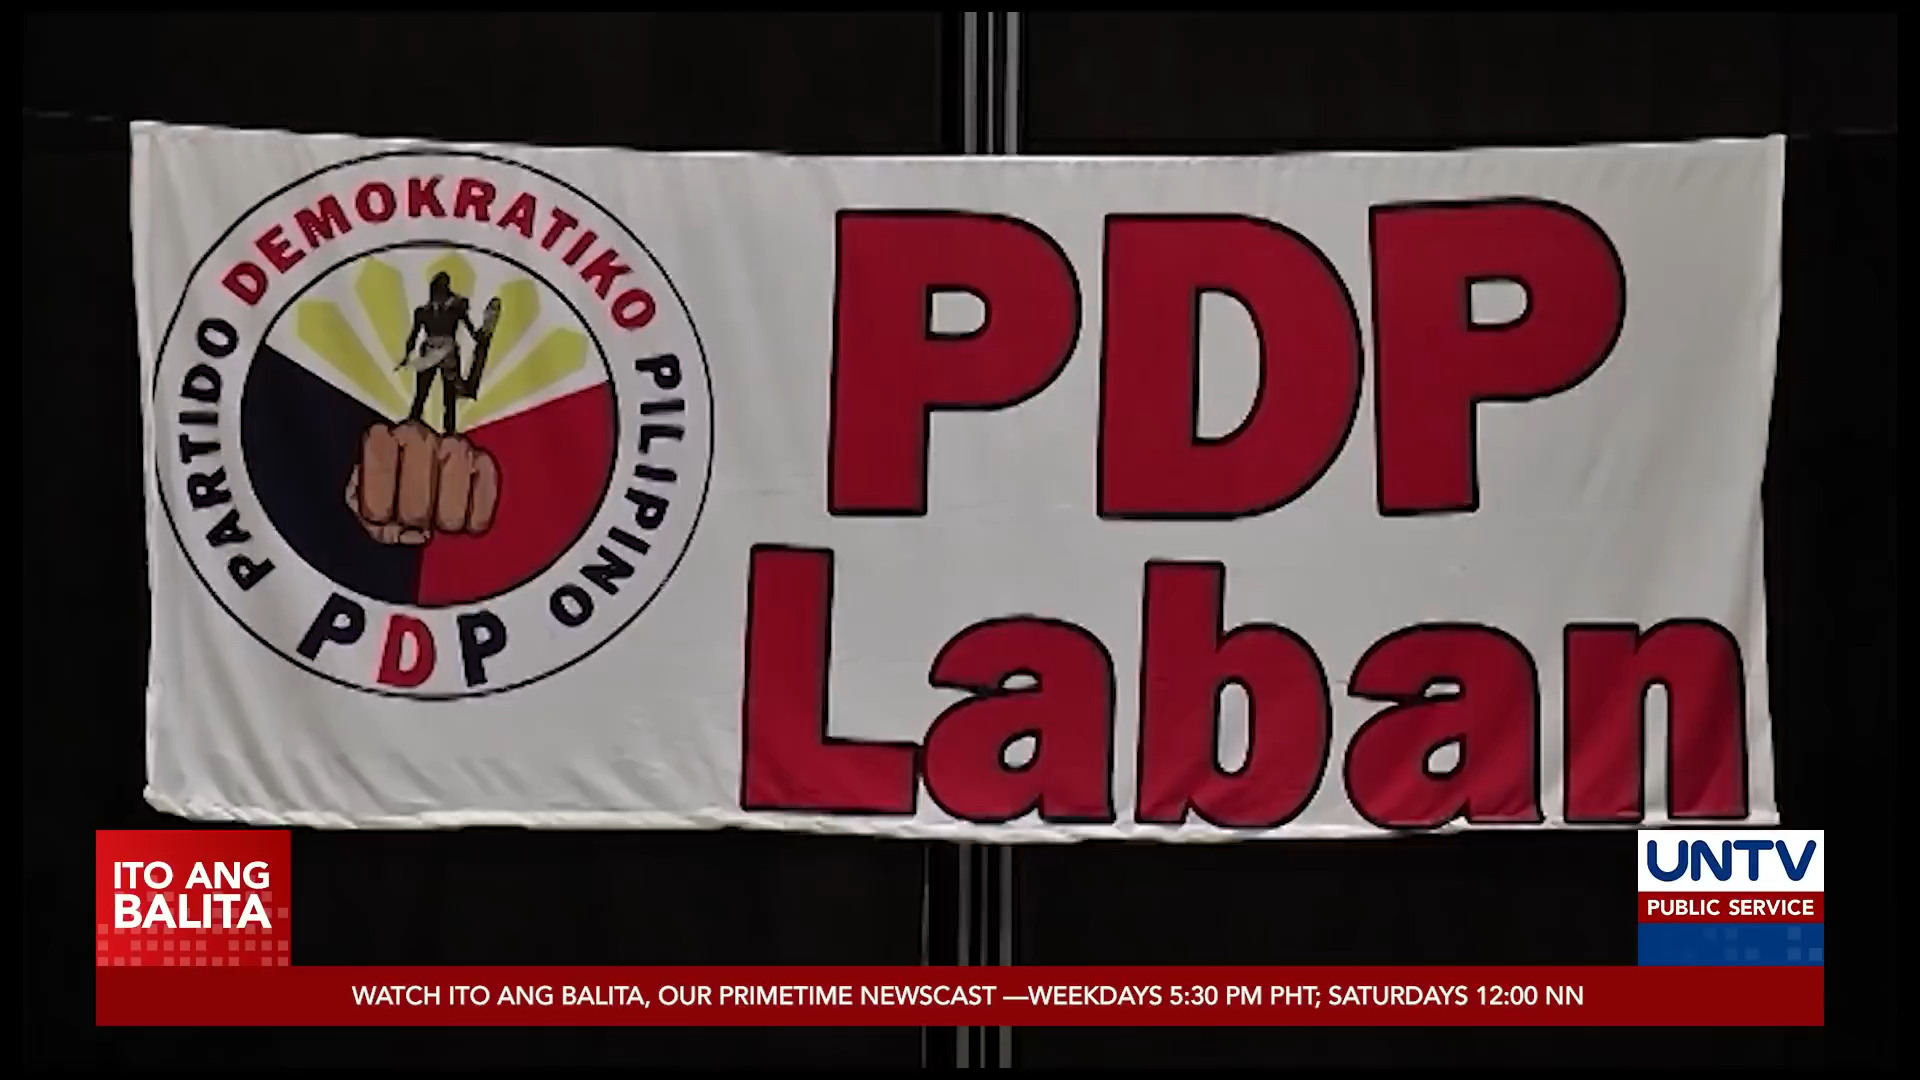 PARTIDO DEMOKRATIKO PILIPINO
PDP
PDP
Laban
ITO ANG
BALITA
UNTV
PUBLIC SERVICE
WATCH ITO ANG BALITA, OUR PRIMETIME NEWSCAST —WEEKDAYS 5:30 PM PHT; SATURDAYS 12:00 NN